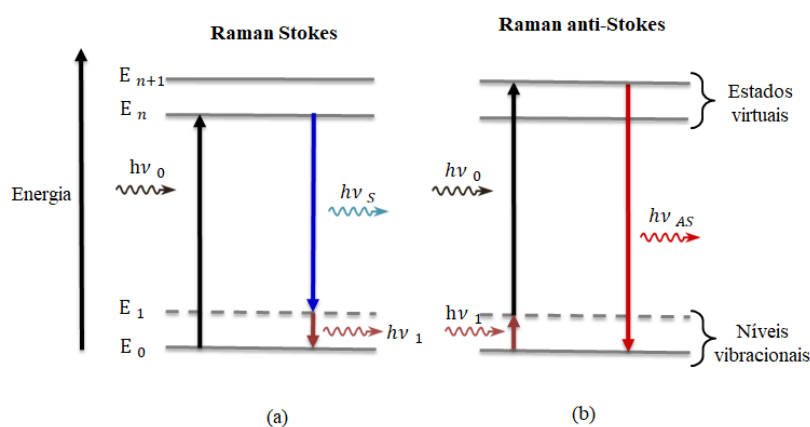 Raman Stokes
Raman anti-Stokes
E n+1
E n
Estados
virtuais
hν 0
hν 0
Energia
hν S
hν AS
E 1
hν 1
hν 1
E 0
Níveis
vibracionais
(a)
(b)